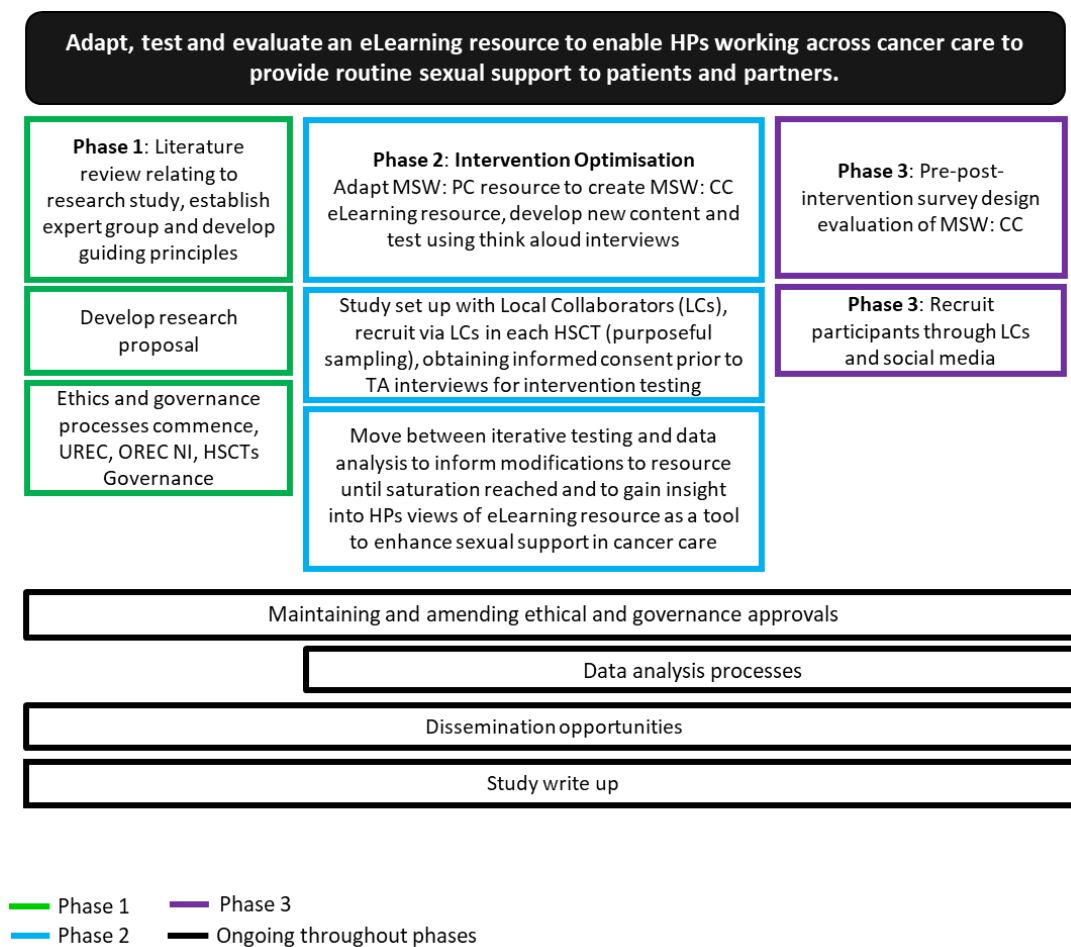 Adapt, test and evaluate an eLearning resource to enable HPs working across cancer care to
provide routine sexual support to patients and partners.
Phase 1: Literature
review relating to
research study, establish
expert group and develop
guiding principles
Develop research
proposal
Ethics and governance
processes commence,
UREC, OREC NI, HSCTs
Governance
Phase 2: Intervention Optimisation
Adapt MSW: PC resource to create MSW: CC
eLearning resource, develop new content and
test using think aloud interviews
Study set up with Local Collaborators (LCs),
recruit via LCs in each HSCT (purposeful
sampling), obtaining informed consent prior to
TA interviews for intervention testing
Move between iterative testing and data
analysis to inform modifications to resource
until saturation reached and to gain insight
into HPs views of eLearning resource as a tool
to enhance sexual support in cancer care
Phase 3: Pre-post-
intervention survey design
evaluation of MSW: CC
Phase 3: Recruit
participants through LCs
and social media
Maintaining and amending ethical and governance approvals
Data analysis processes
Dissemination opportunities
Study write up
Phase 1
Phase 3
Phase 2
Ongoing throughout phases